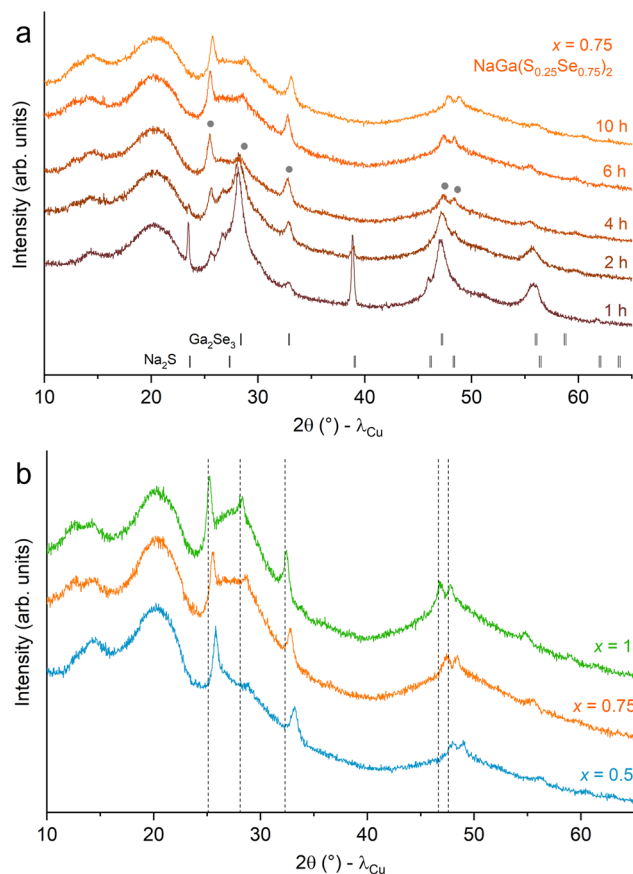 a
x = 0.75
NaGa(S0.25Se0.75)2
Intensity (arb. units)
10 h
6 h
4 h
2 h
1 h
Ga2Se3
Na2S
10 20 30 40 50 60
2θ (°) - λCu
b
Intensity (arb. units)
x = 1
x = 0.75
x = 0.5
10 20 30 40 50 60
2θ (°) - λCu